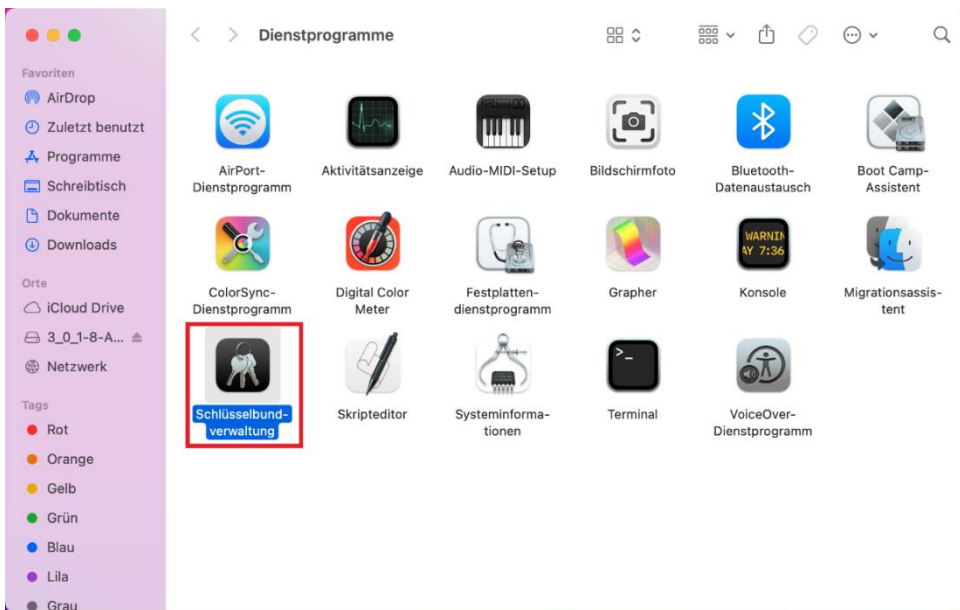 Dienstprogramme
Favoriten
AirDrop
Zuletzt benutzt
Programme
Schreibtisch
Dokumente
Downloads
Orte
iCloud Drive
3_0_1-8-A...
Netzwerk
Tags
Rot
Orange
Gelb
Grün
Blau
Lila
Grau
AirPort-
Dienstprogramm
Aktivitätsanzeige
Audio-MIDI-Setup
Bildschirmfoto
Bluetooth-
Datenaustausch
Boot Camp-
Assistent
ColorSync-
Dienstprogramm
Digital Color
Meter
Festplatten-
dienstprogramm
Grapher
WARNIN
AY 7:36
Konsole
Migrationsassis-
tent
Schlüsselbund-
verwaltung
Skripteditor
Systeminforma-
tionen
>_
Terminal
VoiceOver-
Dienstprogramm